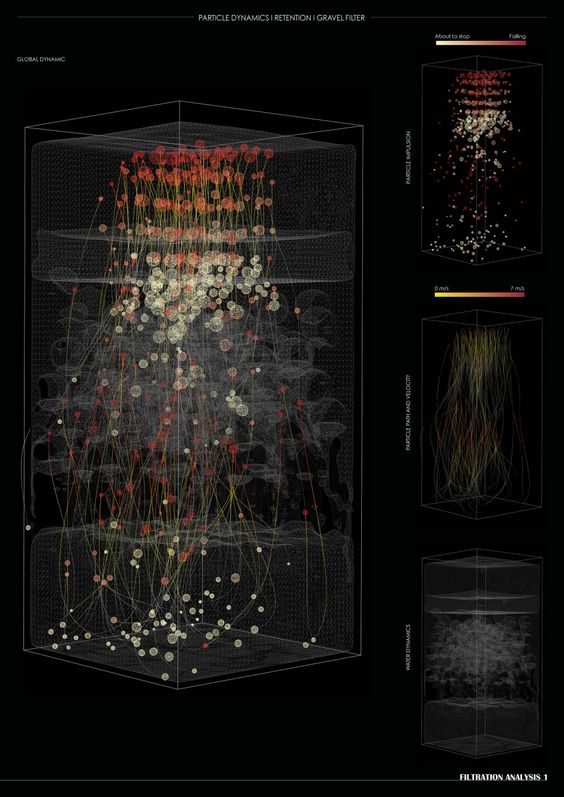 PARTICLE DYNAMICS | RETENTION | GRAVEL FILTER
GLOBAL DYNAMIC
About to stop Falling
PARTICLE IMPULSION
0 m/s 7 m/s
PARTICLE PATH AND VELOCITY
WATER DYNAMICS
FILTRATION ANALYSIS 1